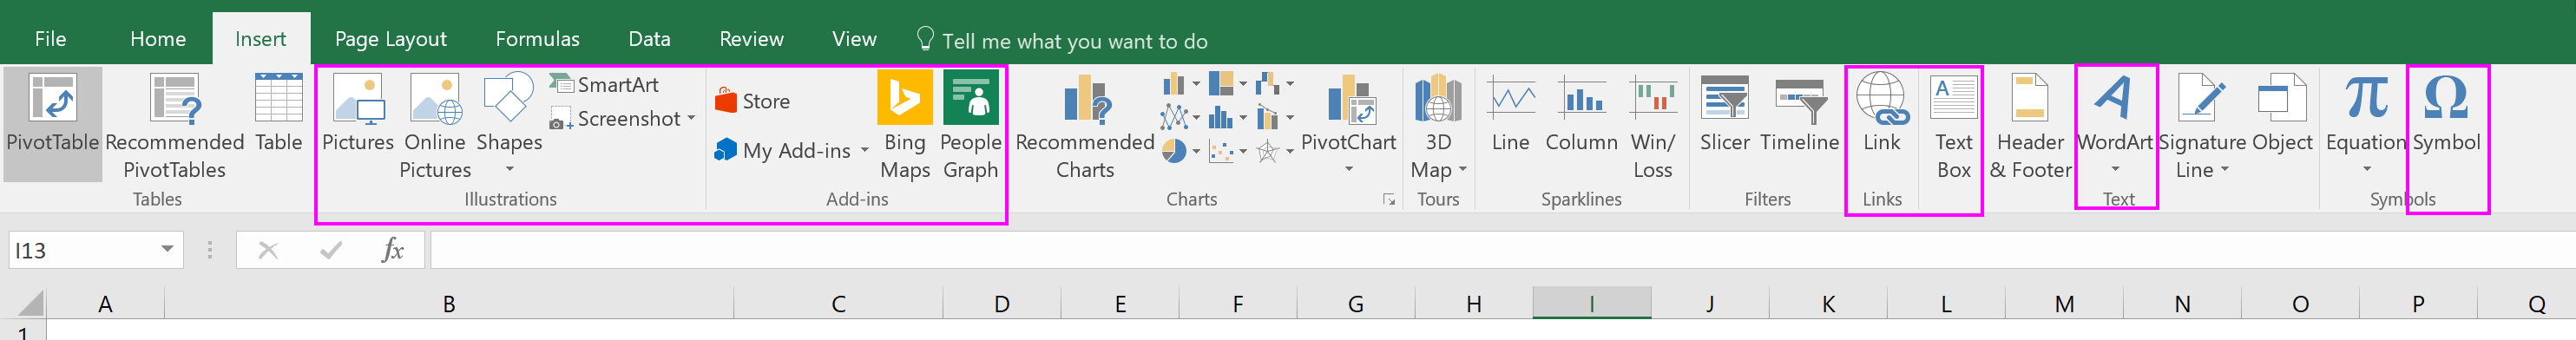 File Home Insert Page Layout Formulas Data Review View Tell me what you want to do
PivotTable
Recommended
PivotTables
Table
Tables
Pictures
Online
Pictures
Shapes
SmartArt
Screenshot
Illustrations
Store
My Add-ins
Bing
Maps
People
Graph
Add-ins
Recommended
Charts
PivotChart
Charts
3D
Map
Tours
Line
Column
Win/
Loss
Sparklines
Slicer
Timeline
Filters
Link
Links
Text
Box
Header
& Footer
WordArt
Signature
Line
Object
Text
Equation
Symbol
Symbols
I13 fx
A B C D E F G H I J K L M N O P Q
1